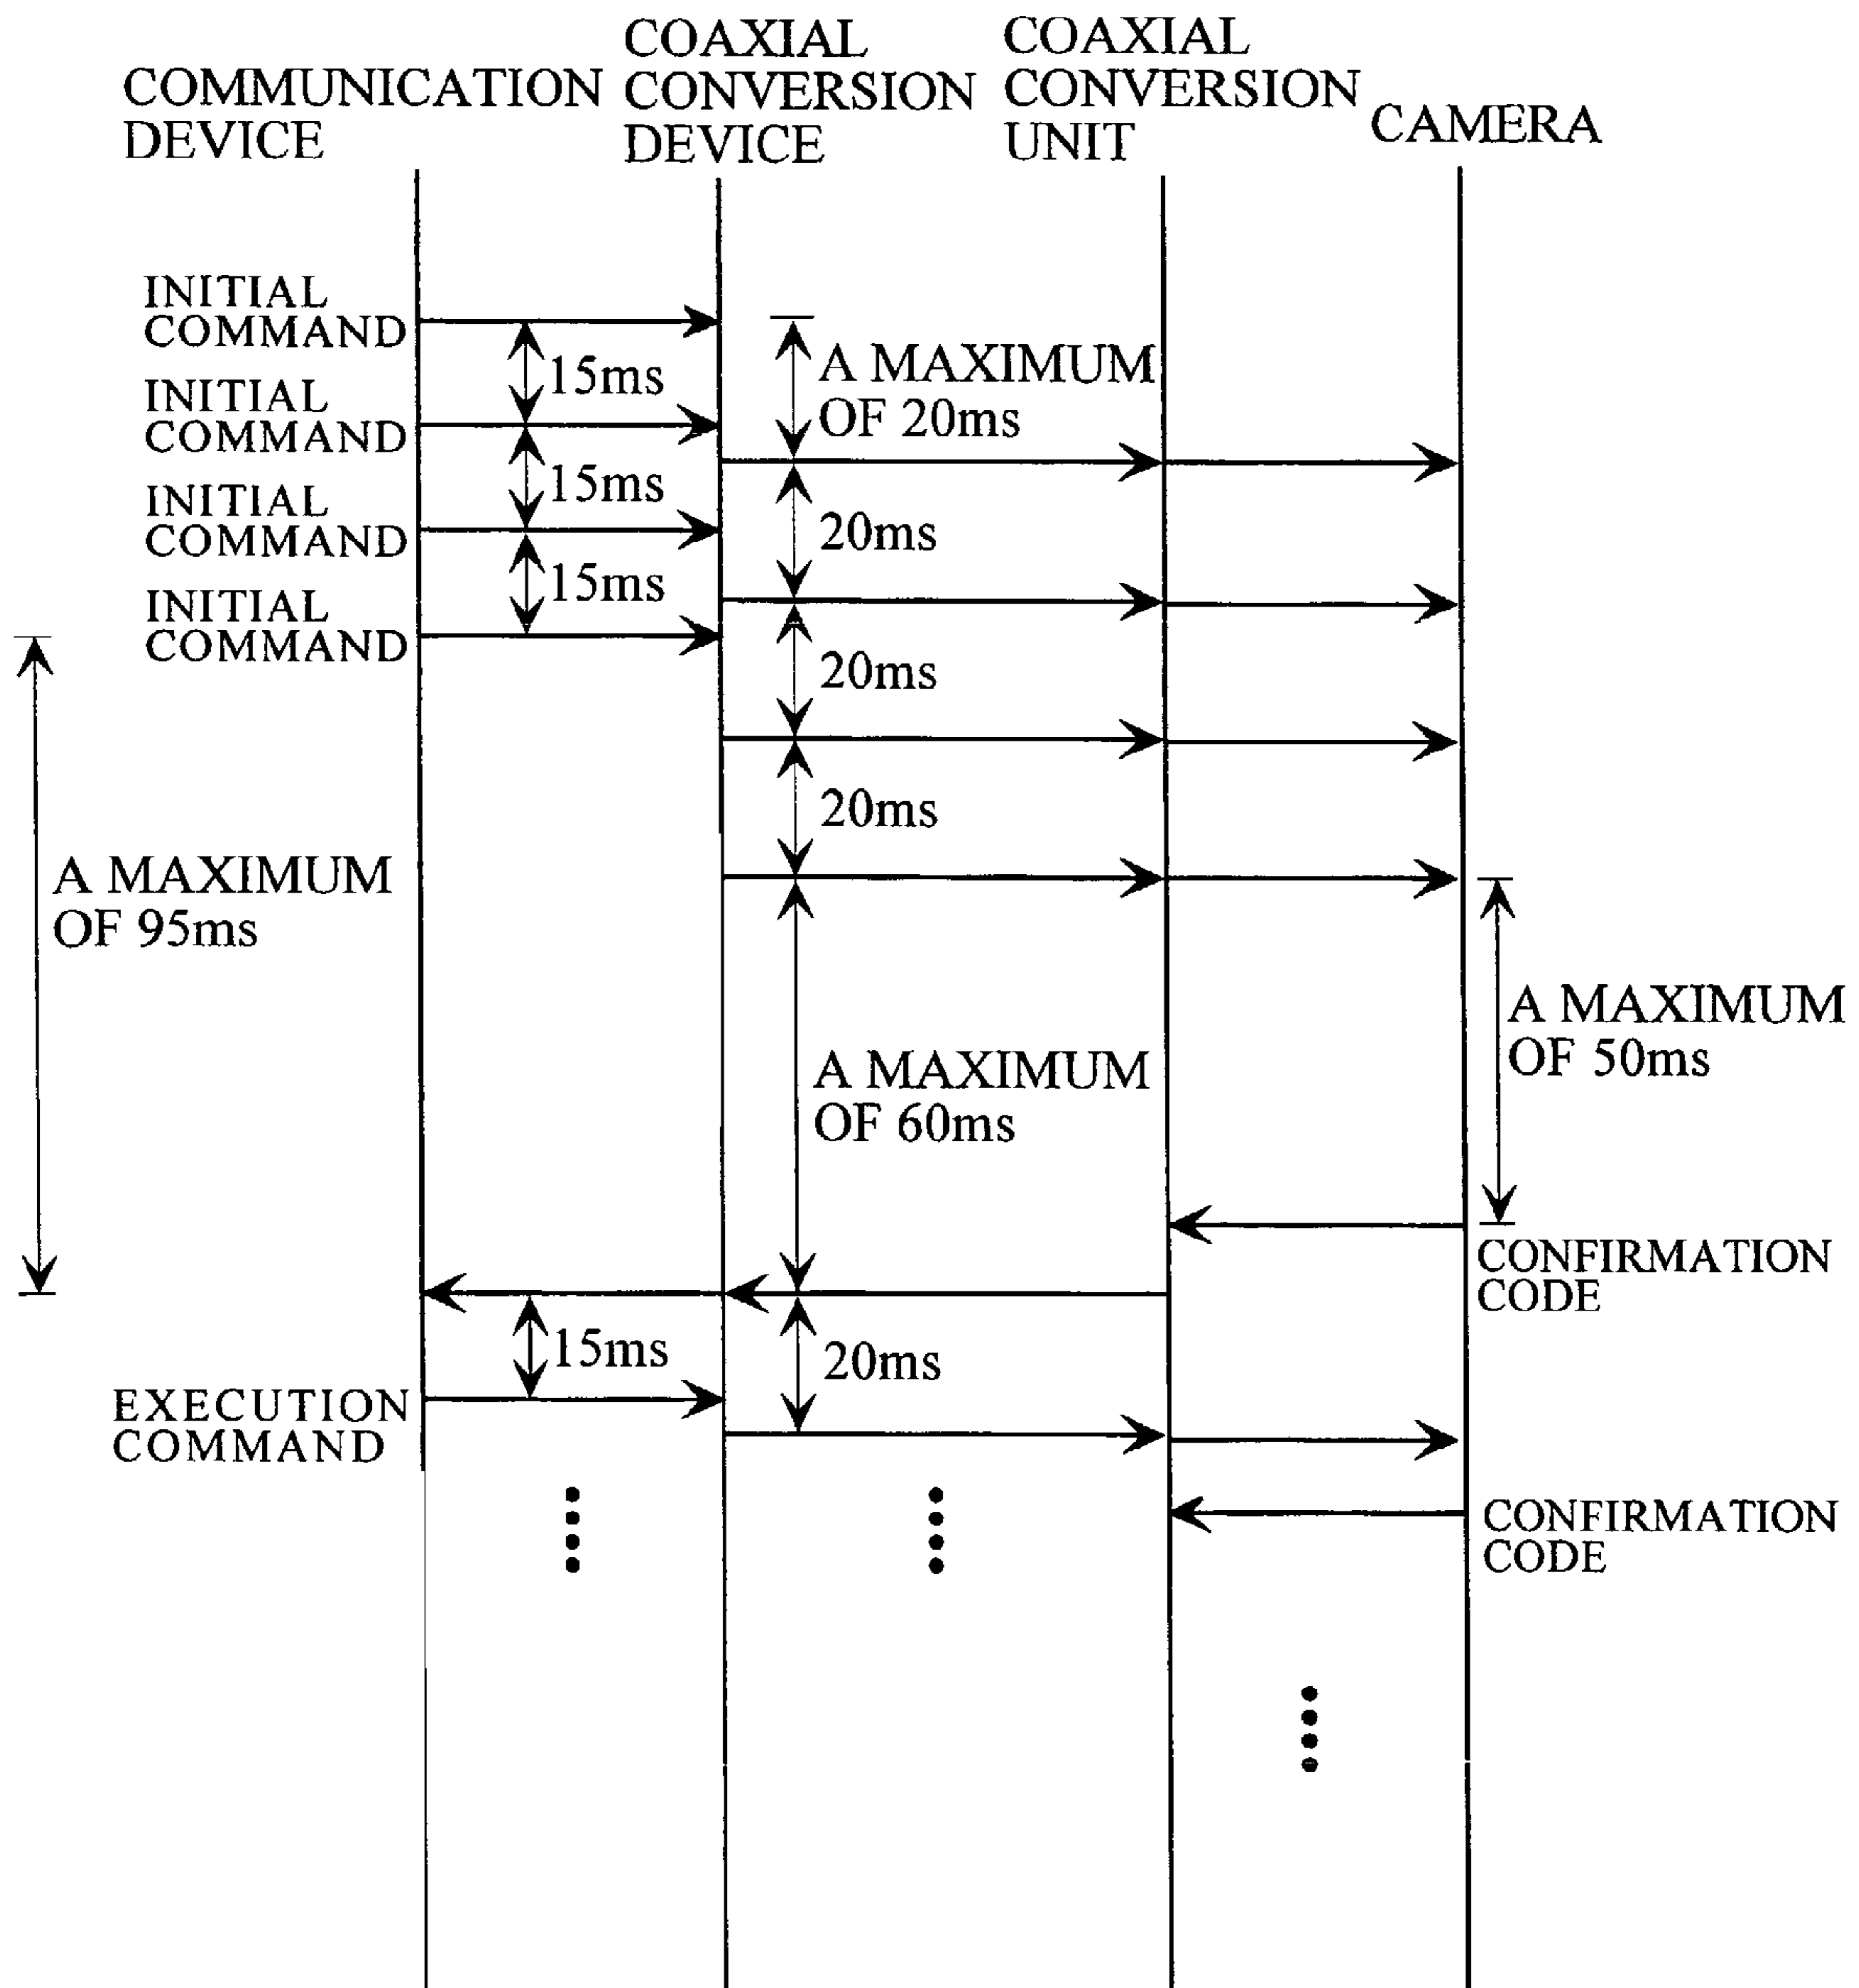 COMMUNICATION
DEVICE
COAXIAL
CONVERSION
DEVICE
COAXIAL
CONVERSION
UNIT
CAMERA
INITIAL
COMMAND
15ms
A MAXIMUM
OF 20ms
INITIAL
COMMAND
15ms
INITIAL
COMMAND
20ms
15ms
INITIAL
COMMAND
20ms
20ms
A MAXIMUM
OF 95ms
A MAXIMUM
OF 50ms
A MAXIMUM
OF 60ms
CONFIRMATION
CODE
15ms
20ms
EXECUTION
COMMAND
CONFIRMATION
CODE